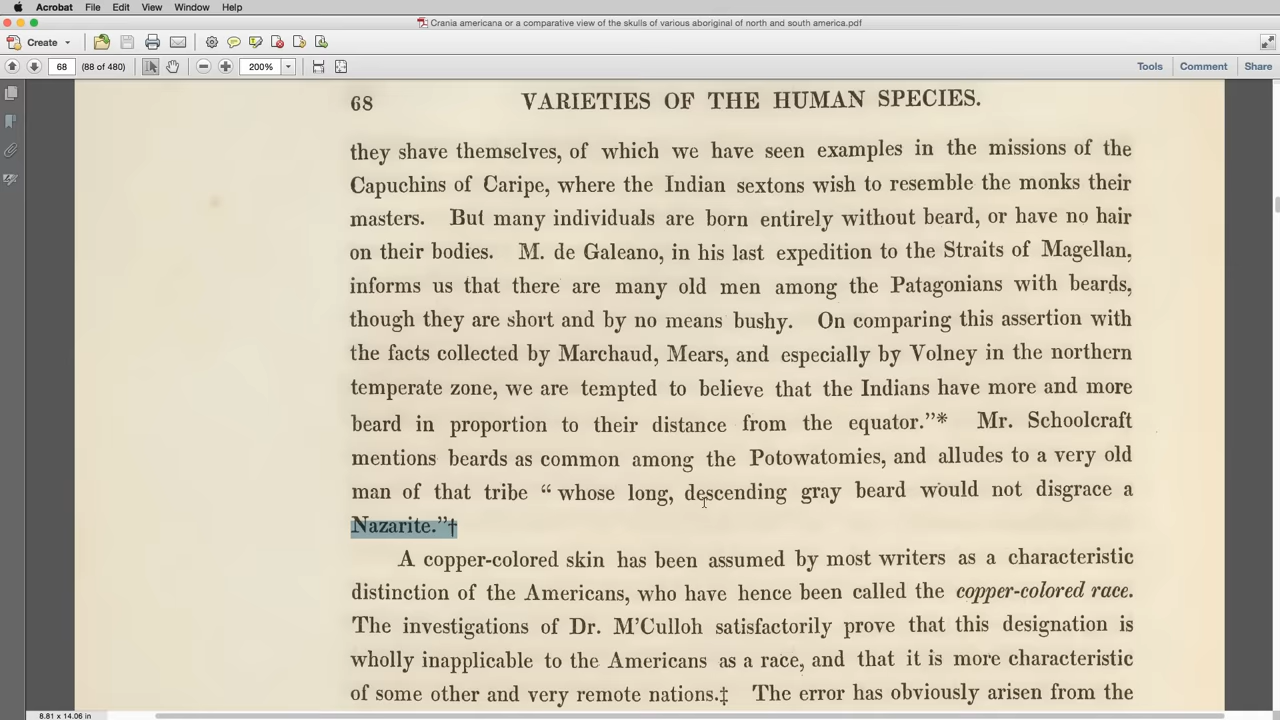 Acrobat File Edit View Window Help
Crania americana or a comparative view of the skulls of various aboriginal of north and south america.pdf
Create
68 (88 of 480) 200% Tools Comment Share
68 VARIETIES OF THE HUMAN SPECIES.
they shave themselves, of which we have seen examples in the missions of the
Capuchins of Caripe, where the Indian sextons wish to resemble the monks their
masters. But many individuals are born entirely without beard, or have no hair
on their bodies. M. de Galeano, in his last expedition to the Straits of Magellan,
informs us that there are many old men among the Patagonians with beards,
though they are short and by no means bushy. On comparing this assertion with
the facts collected by Marchaud, Mears, and especially by Volney in the northern
temperate zone, we are tempted to believe that the Indians have more and more
beard in proportion to their distance from the equator.”* Mr. Schoolcraft
mentions beards as common among the Potowatomies, and alludes to a very old
man of that tribe “ whose long, descending gray beard would not disgrace a
Nazarite.”†
A copper-colored skin has been assumed by most writers as a characteristic
distinction of the Americans, who have hence been called the copper-colored race.
The investigations of Dr. M’Culloh satisfactorily prove that this designation is
wholly inapplicable to the Americans as a race, and that it is more characteristic
of some other and very remote nations.‡ The error has obviously arisen from the
8.81 x 14.06 in